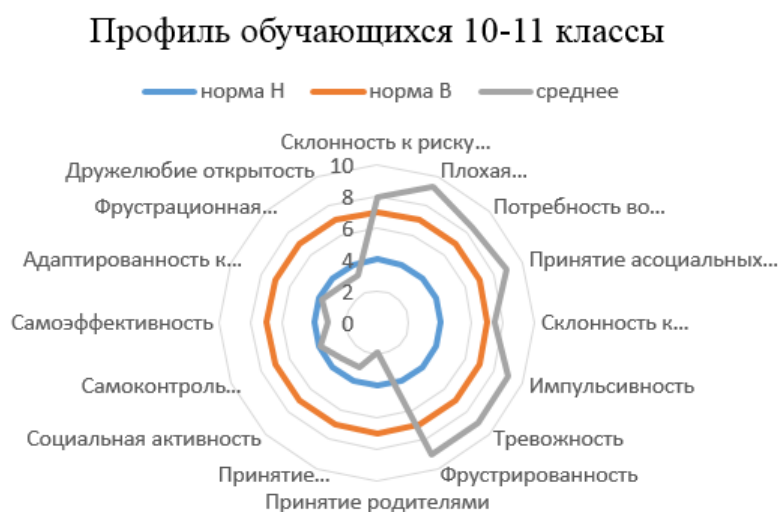 Профиль обучающихся 10-11 классы
норма Н норма В среднее
Склонность к риску...
Дружелюбие открытость 10 Плохая...
Фрустрационная... 8 Потребность во...
6
Адаптированность к... 4 Принятие асоциальных...
2
Самоэффективность 0 Склонность к...
Самоконтроль... Импульсивность
Социальная активность Тревожность
Принятие... Фрустрированность
Принятие родителями